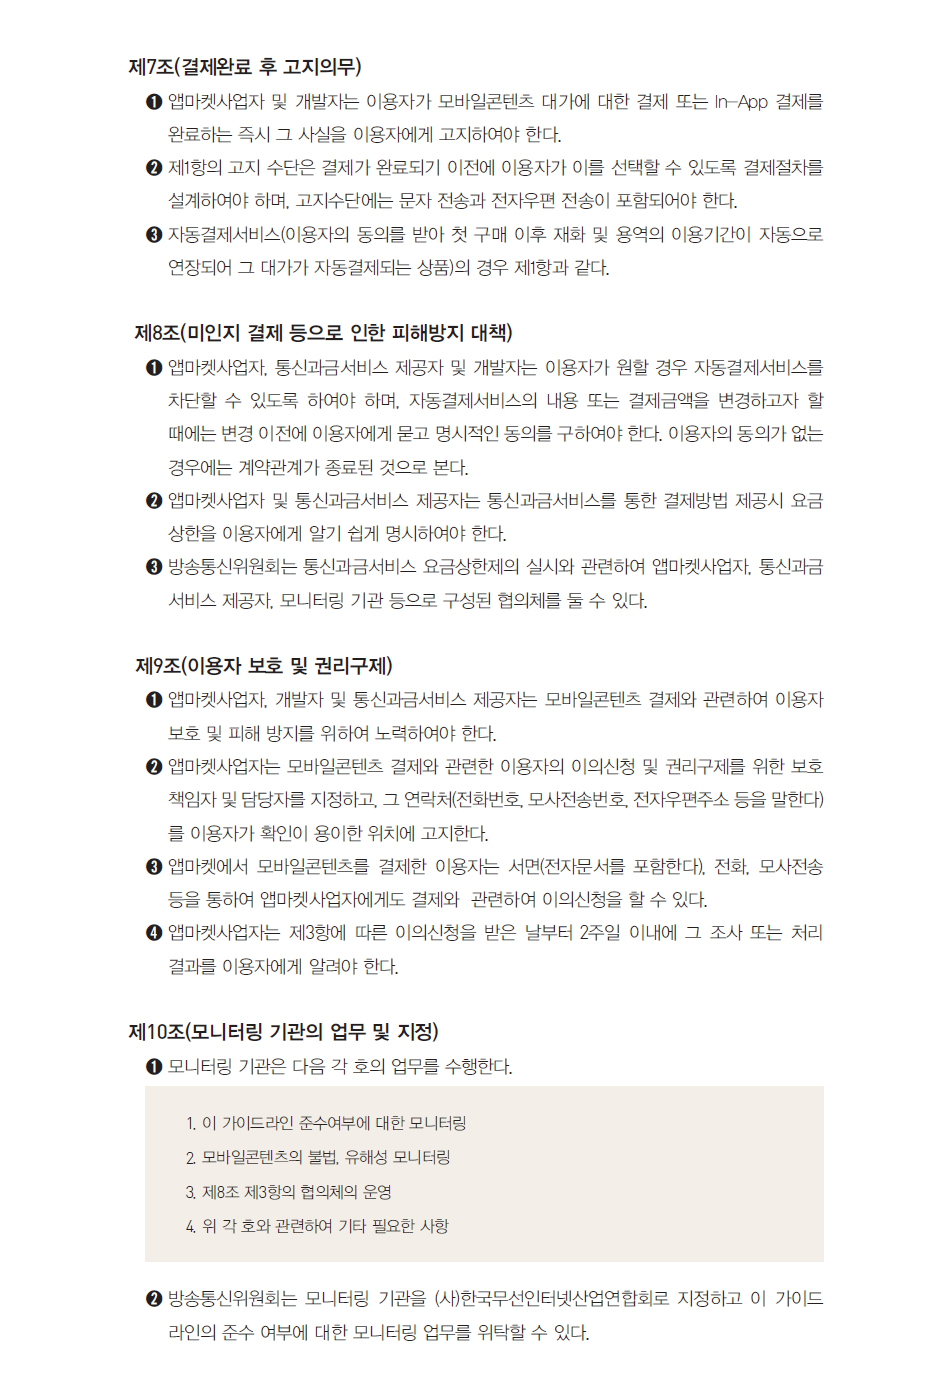 제7조(결제완료 후 고지의무)
❶ 앱마켓사업자 및 개발자는 이용자가 모바일콘텐츠 대가에 대한 결제 또는 In-App 결제를
완료하는 즉시 그 사실을 이용자에게 고지하여야 한다.
❷ 제1항의 고지 수단은 결제가 완료되기 이전에 이용자가 이를 선택할 수 있도록 결제절차를
설계하여야 하며, 고지수단에는 문자 전송과 전자우편 전송이 포함되어야 한다.
❸ 자동결제서비스(이용자의 동의를 받아 첫 구매 이후 재화 및 용역의 이용기간이 자동으로
연장되어 그 대가가 자동결제되는 상품)의 경우 제1항과 같다.
제8조(미인지 결제 등으로 인한 피해방지 대책)
❶ 앱마켓사업자, 통신과금서비스 제공자 및 개발자는 이용자가 원할 경우 자동결제서비스를
차단할 수 있도록 하여야 하며, 자동결제서비스의 내용 또는 결제금액을 변경하고자 할
때에는 변경 이전에 이용자에게 묻고 명시적인 동의를 구하여야 한다. 이용자의 동의가 없는
경우에는 계약관계가 종료된 것으로 본다.
❷ 앱마켓사업자 및 통신과금서비스 제공자는 통신과금서비스를 통한 결제방법 제공시 요금
상한을 이용자에게 알기 쉽게 명시하여야 한다.
❸ 방송통신위원회는 통신과금서비스 요금상한제의 실시와 관련하여 앱마켓사업자, 통신과금
서비스 제공자, 모니터링 기관 등으로 구성된 협의체를 둘 수 있다.
제9조(이용자 보호 및 권리구제)
❶ 앱마켓사업자, 개발자 및 통신과금서비스 제공자는 모바일콘텐츠 결제와 관련하여 이용자
보호 및 피해 방지를 위하여 노력하여야 한다.
❷ 앱마켓사업자는 모바일콘텐츠 결제와 관련한 이용자의 이의신청 및 권리구제를 위한 보호
책임자 및 담당자를 지정하고, 그 연락처(전화번호, 모사전송번호, 전자우편주소 등을 말한다)
를 이용자가 확인이 용이한 위치에 고지한다.
❸ 앱마켓에서 모바일콘텐츠를 결제한 이용자는 서면(전자문서를 포함한다), 전화, 모사전송
등을 통하여 앱마켓사업자에게도 결제와 관련하여 이의신청을 할 수 있다.
❹ 앱마켓사업자는 제3항에 따른 이의신청을 받은 날부터 2주일 이내에 그 조사 또는 처리
결과를 이용자에게 알려야 한다.
제10조(모니터링 기관의 업무 및 지정)
❶ 모니터링 기관은 다음 각 호의 업무를 수행한다.
1. 이 가이드라인 준수여부에 대한 모니터링
2. 모바일콘텐츠의 불법, 유해성 모니터링
3. 제8조 제3항의 협의체의 운영
4. 위 각 호와 관련하여 기타 필요한 사항
❷ 방송통신위원회는 모니터링 기관을 (사)한국무선인터넷산업연합회로 지정하고 이 가이드
라인의 준수 여부에 대한 모니터링 업무를 위탁할 수 있다.